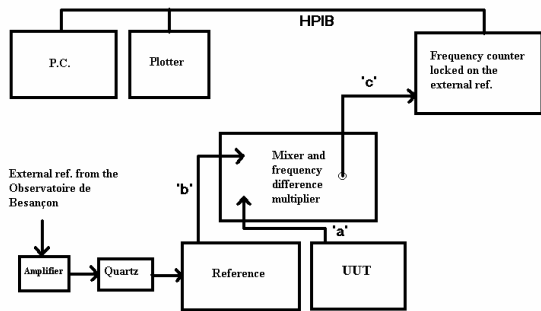 HPIB
P.C.
Plotter
Frequency counter
locked on the
external ref.
'c'
Mixer and
frequency
difference
multiplier
External ref. from the
Observatoire de
Besançon
'b'
'a'
Amplifier
Quartz
Reference
UUT